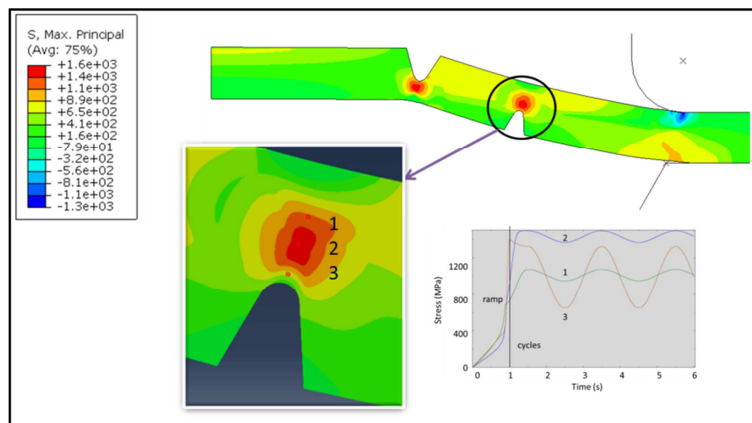 S, Max. Principal
(Avg: 75%)
+1.6e+03
+1.4e+03
+1.1e+03
+8.9e+02
+6.5e+02
+4.1e+02
+1.6e+02
-7.9e+01
-3.2e+02
-5.6e+02
-8.1e+02
-1.1e+03
-1.3e+03
1
2
3
Stress (MPa)
1200
800
400
0
ramp
cycles
2
1
3
0 1 2 3 4 5 6
Time (s)